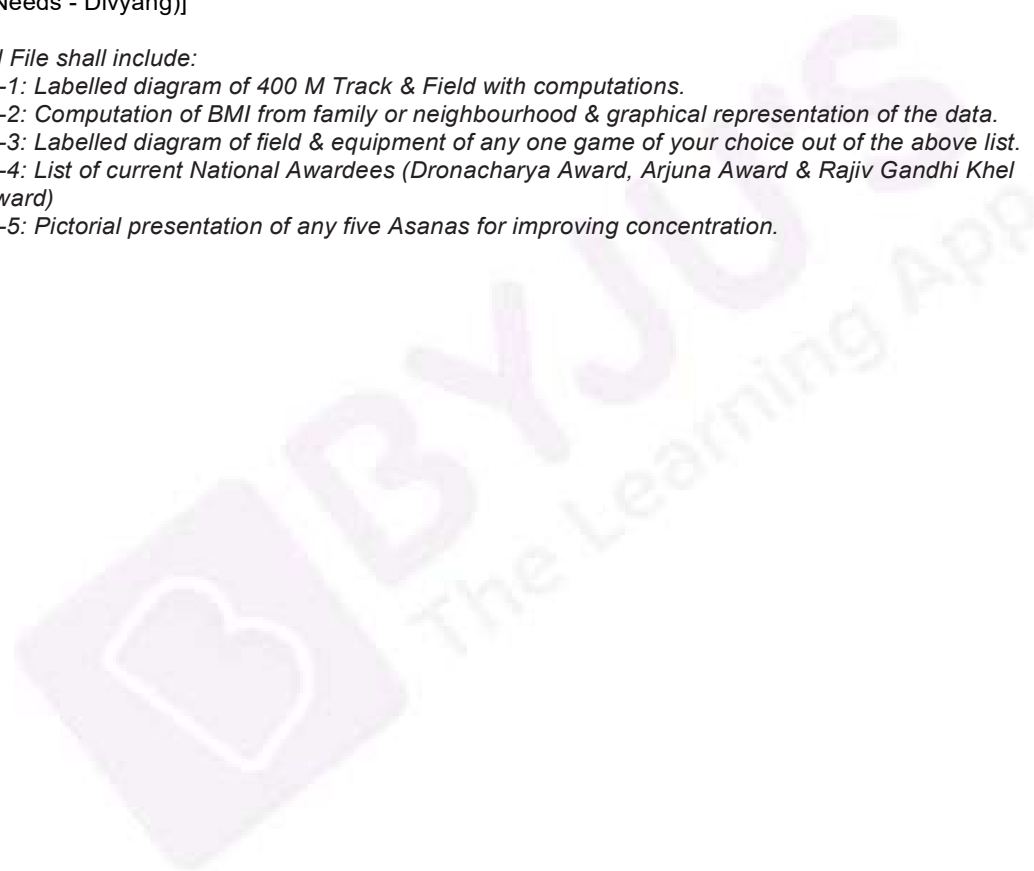 Needs - Divyang)]
l File shall include:
-1: Labelled diagram of 400 M Track & Field with computations.
-2: Computation of BMI from family or neighbourhood & graphical representation of the data.
-3: Labelled diagram of field & equipment of any one game of your choice out of the above list.
-4: List of current National Awardees (Dronacharya Award, Arjuna Award & Rajiv Gandhi Khel
ward)
-5: Pictorial presentation of any five Asanas for improving concentration.
BYJU'S
The Learning App